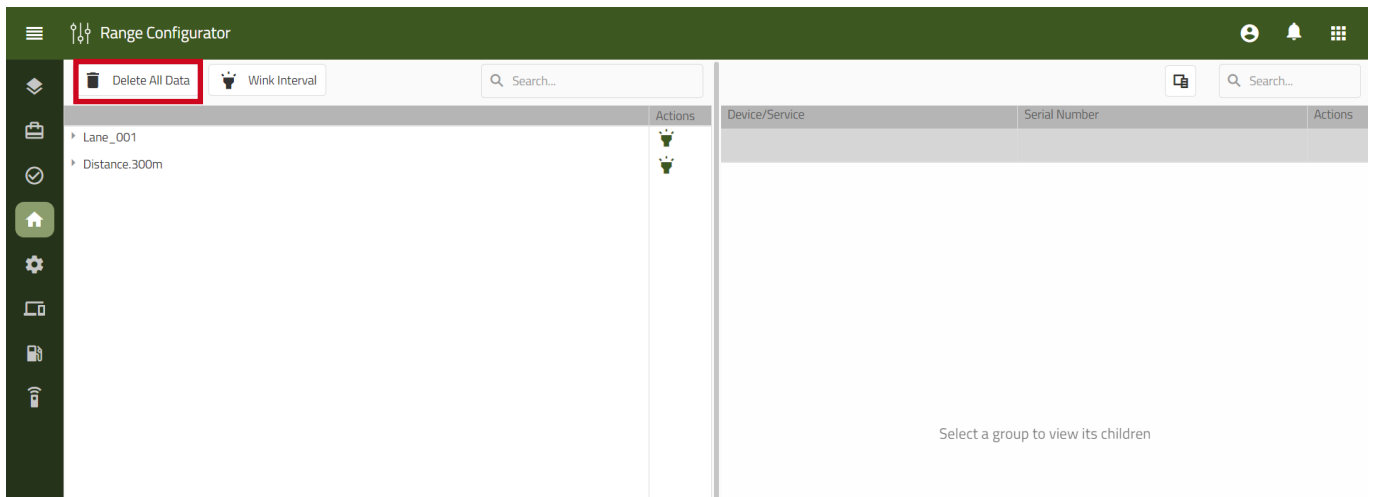 Range Configurator
Delete All Data
Wink Interval
Search...
Search...
Actions
Device/Service
Serial Number
Actions
Lane_001
Distance.300m
Select a group to view its children